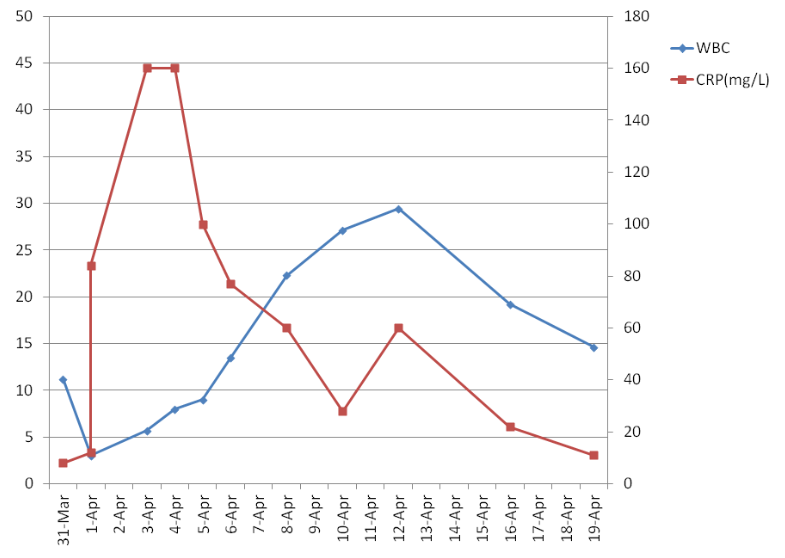 50
45
40
35
30
25
20
15
10
5
0
180
160
140
120
100
80
60
40
20
0
WBC
CRP(mg/L)
31-Mar
1-Apr
2-Apr
3-Apr
4-Apr
5-Apr
6-Apr
7-Apr
8-Apr
9-Apr
10-Apr
11-Apr
12-Apr
13-Apr
14-Apr
15-Apr
16-Apr
17-Apr
18-Apr
19-Apr